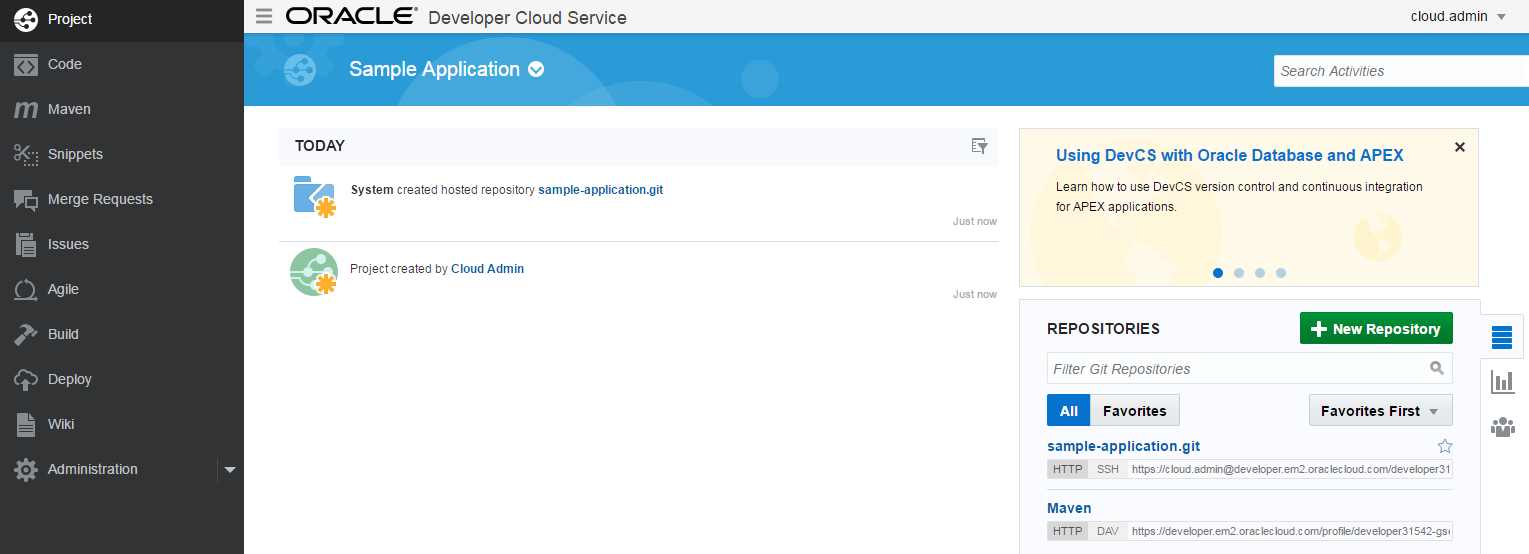 Project
Code
Maven
Snippets
Merge Requests
Issues
Agile
Build
Deploy
Wiki
Administration
ORACLE® Developer Cloud Service
cloud.admin
Sample Application
Search Activities
TODAY
System created hosted repository sample-application.git
Just now
Project created by Cloud Admin
Just now
Using DevCS with Oracle Database and APEX
Learn how to use DevCS version control and continuous integration
for APEX applications.
REPOSITORIES
New Repository
Filter Git Repositories
All Favorites
Favorites First
sample-application.git
HTTP SSH https://cloud.admin@developer.em2.oraclecloud.com/developer31
Maven
HTTP DAV https://developer.em2.oraclecloud.com/profile/developer31542-gse